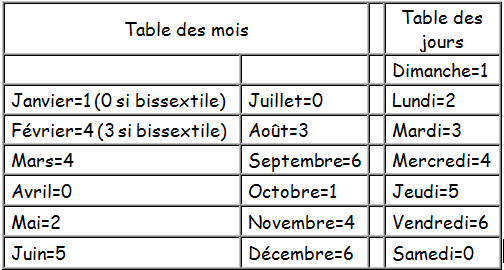 Table des mois
Table des
jours
Dimanche=1
Janvier=1 (0 si bissextile) Juillet=0 Lundi=2
Février=4 (3 si bissextile) Août=3 Mardi=3
Mars=4 Septembre=6 Mercredi=4
Avril=0 Octobre=1 Jeudi=5
Mai=2 Novembre=4 Vendredi=6
Juin=5 Décembre=6 Samedi=0